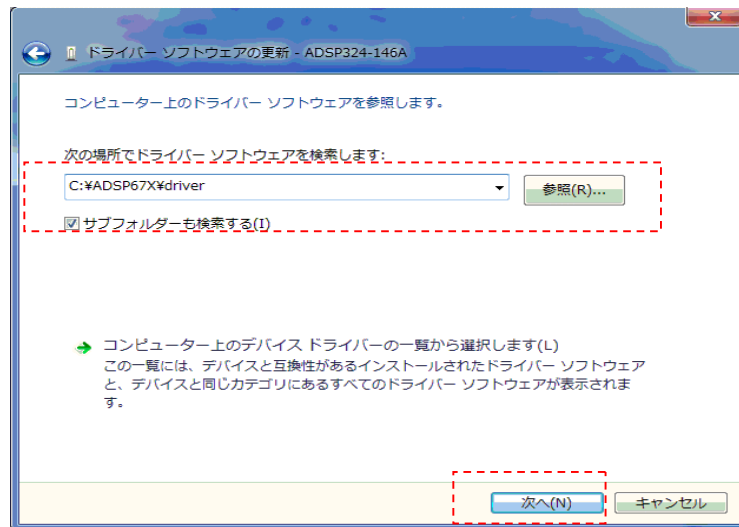 ドライバー ソフトウェアの更新 - ADSP324-146A
コンピューター上のドライバー ソフトウェアを参照します。
次の場所でドライバー ソフトウェアを検索します:
C:¥ADSP67X¥driver
参照(R)...
サブフォルダーも検索する(I)
コンピューター上のデバイス ドライバーの一覧から選択します(L)
この一覧には、デバイスと互換性があるインストールされたドライバー ソフトウェア
と、デバイスと同じカテゴリにあるすべてのドライバー ソフトウェアが表示されま
す。
次へ(N)
キャンセル